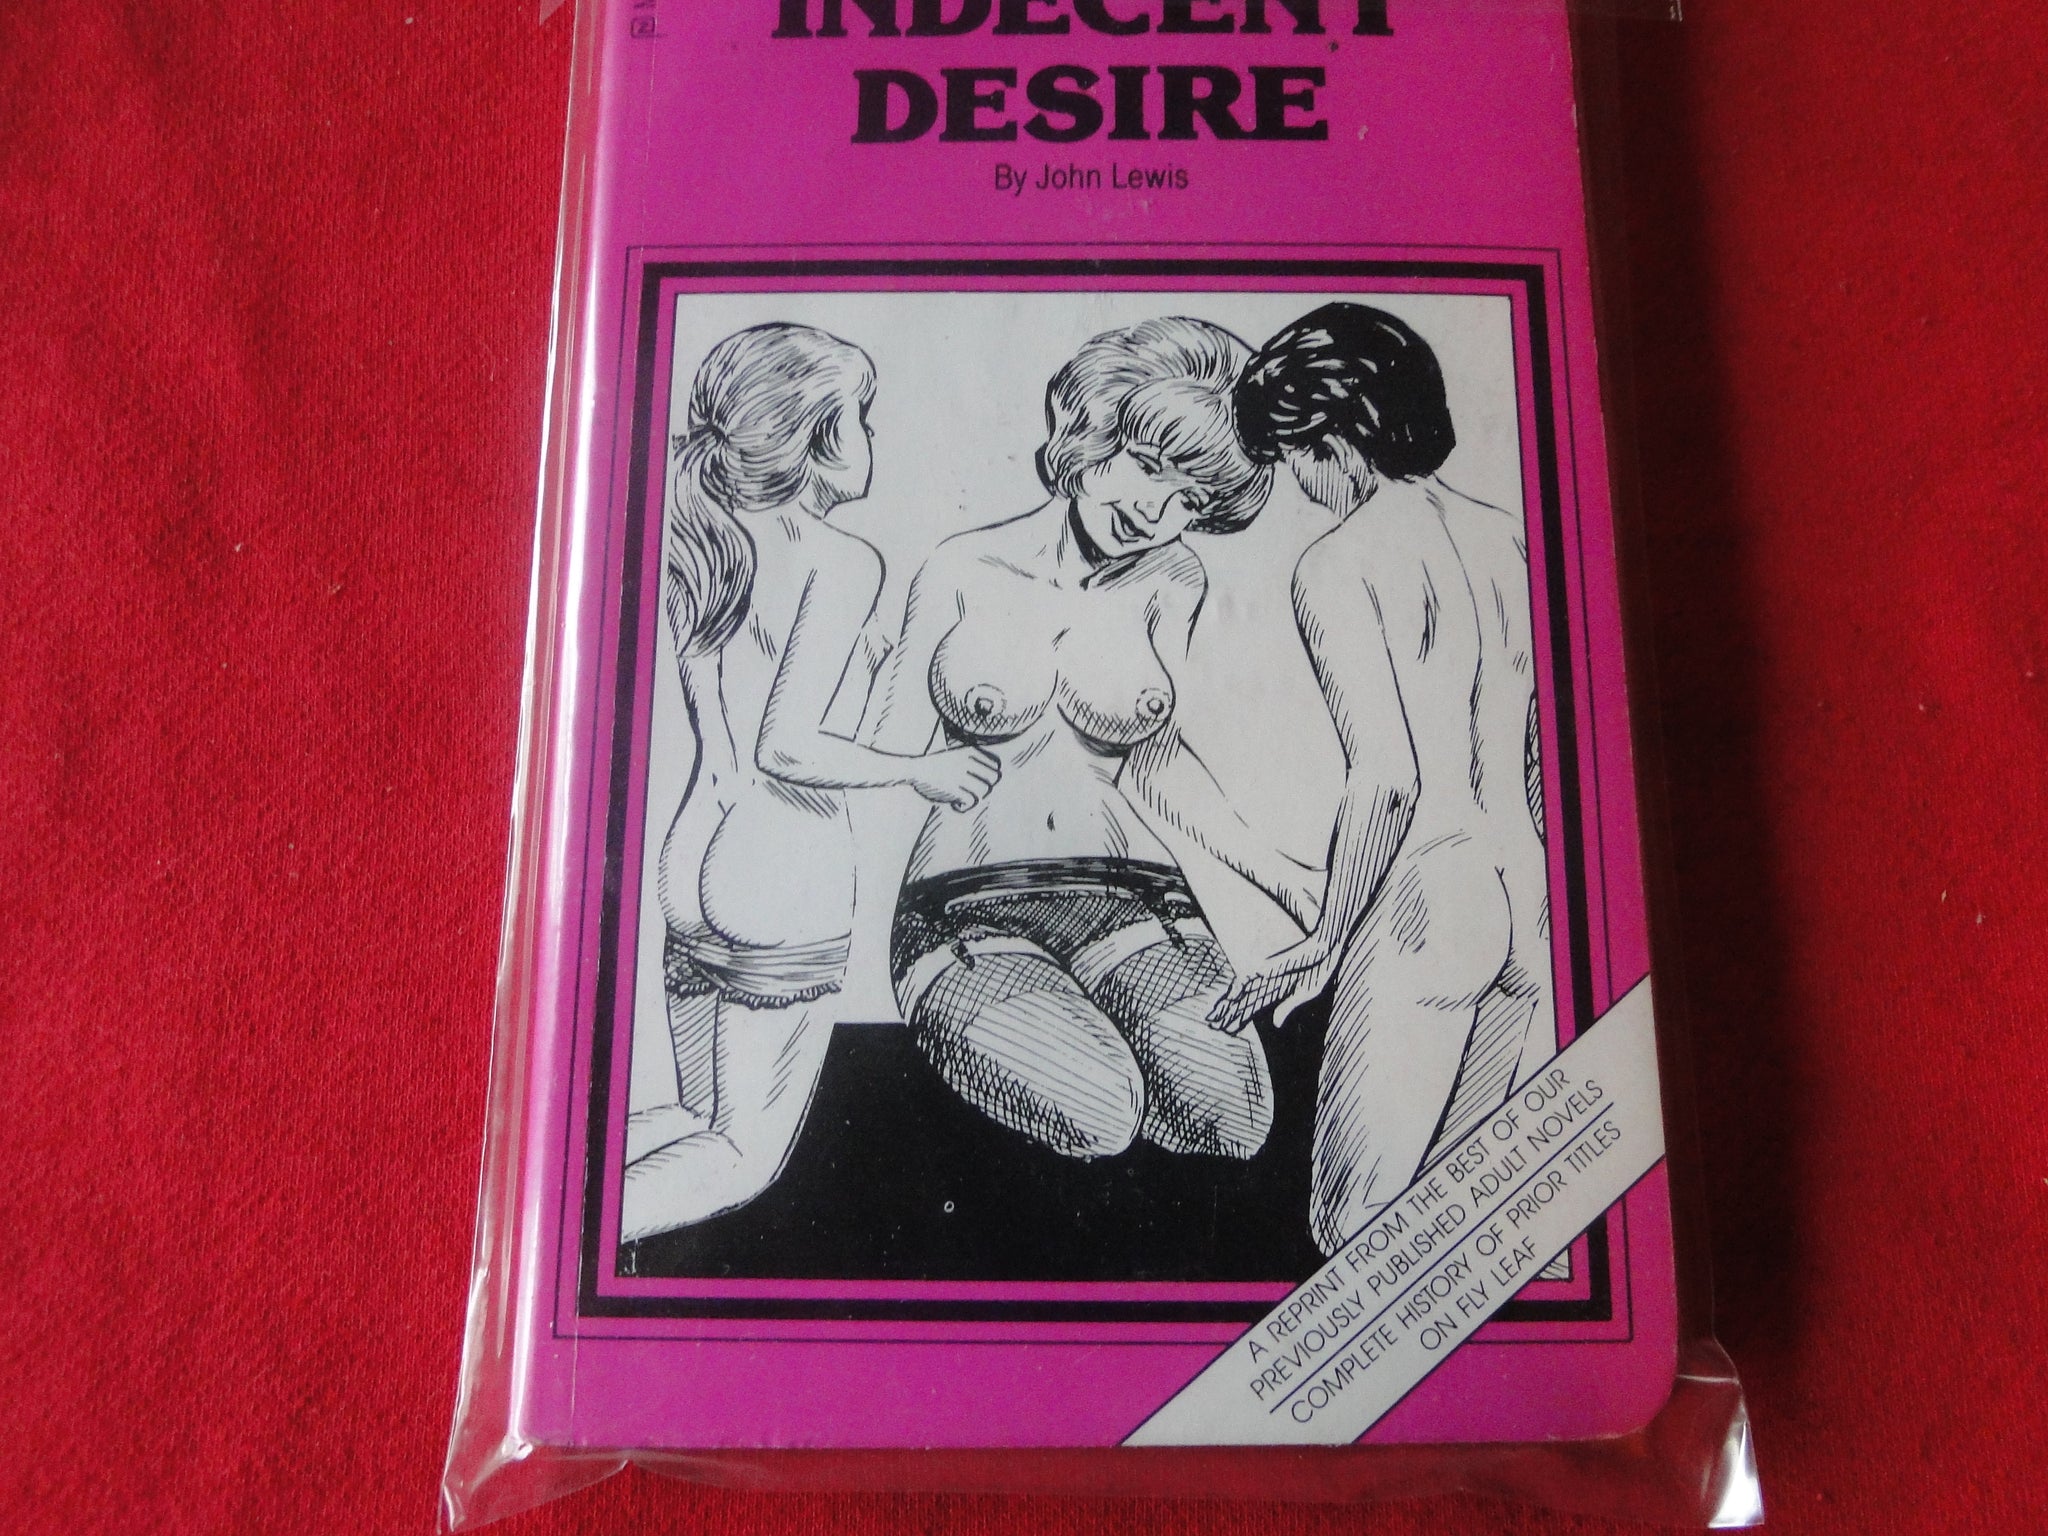 INDECENT
DESIRE
By John Lewis
A REPRINT FROM THE BEST OF OUR
PREVIOUSLY PUBLISHED ADULT NOVELS
COMPLETE HISTORY OF PRIOR TITLES
ON FLY LEAF